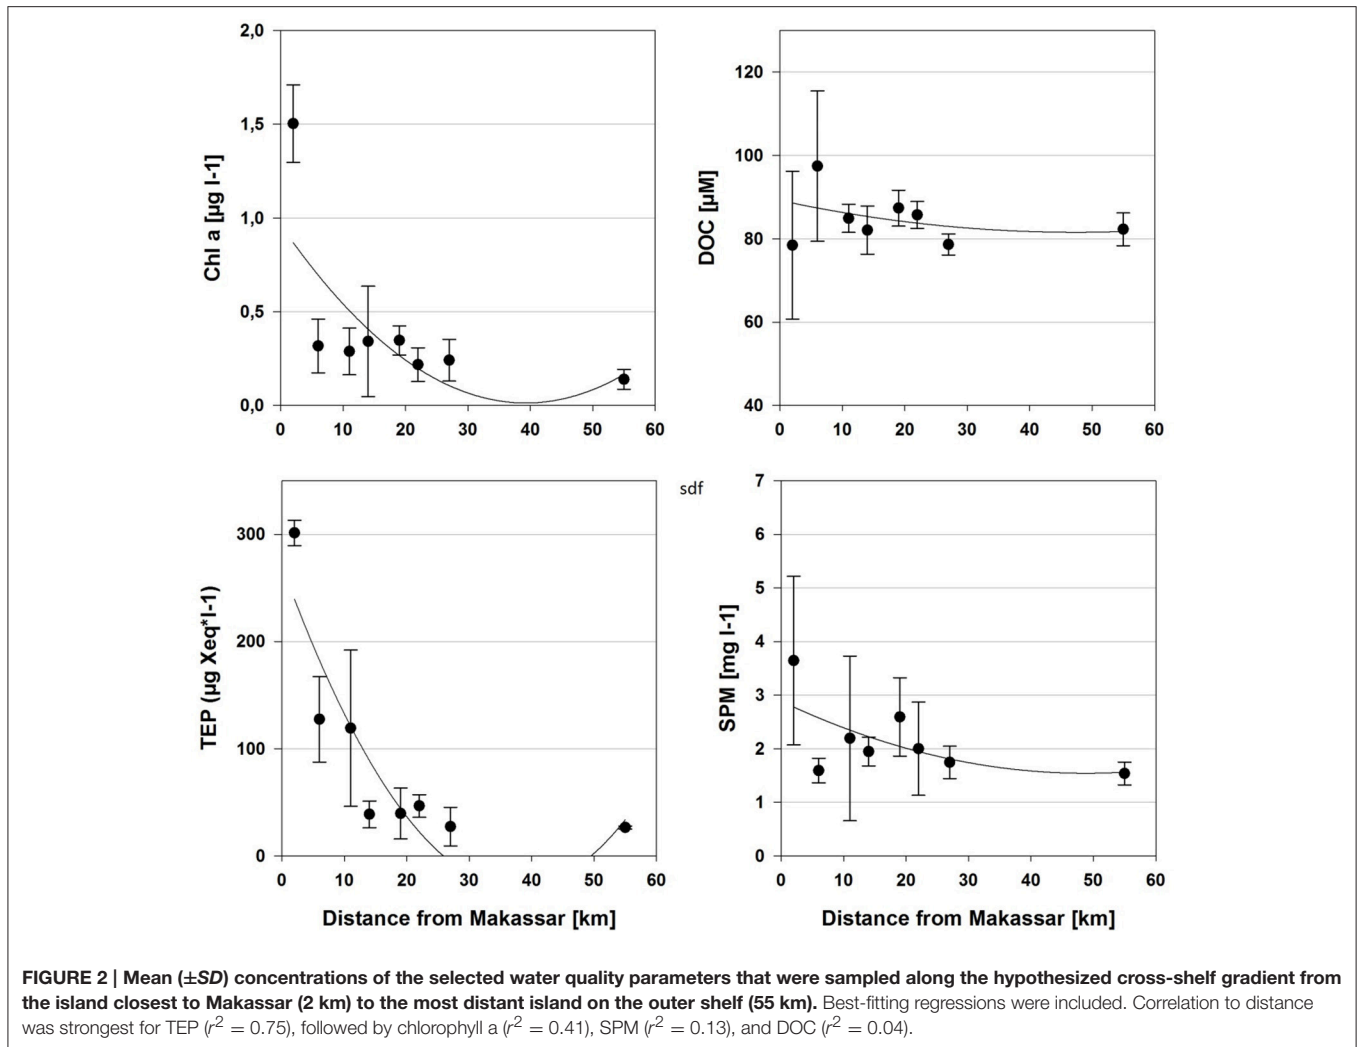 2,0
1,5
1,0
0,5
0,0
Chl a [µg l-1]
0 10 20 30 40 50 60
120
100
80
60
40
DOC [µM]
0 10 20 30 40 50 60
300
200
100
0
TEP (µg Xeq*l-1)
0 10 20 30 40 50 60
Distance from Makassar [km]
sdf
7
6
5
4
3
2
1
0
SPM [mg l-1]
0 10 20 30 40 50 60
Distance from Makassar [km]
FIGURE 2 | Mean (±SD) concentrations of the selected water quality parameters that were sampled along the hypothesized cross-shelf gradient from
the island closest to Makassar (2 km) to the most distant island on the outer shelf (55 km). Best-fitting regressions were included. Correlation to distance
was strongest for TEP (r² = 0.75), followed by chlorophyll a (r² = 0.41), SPM (r² = 0.13), and DOC (r² = 0.04).